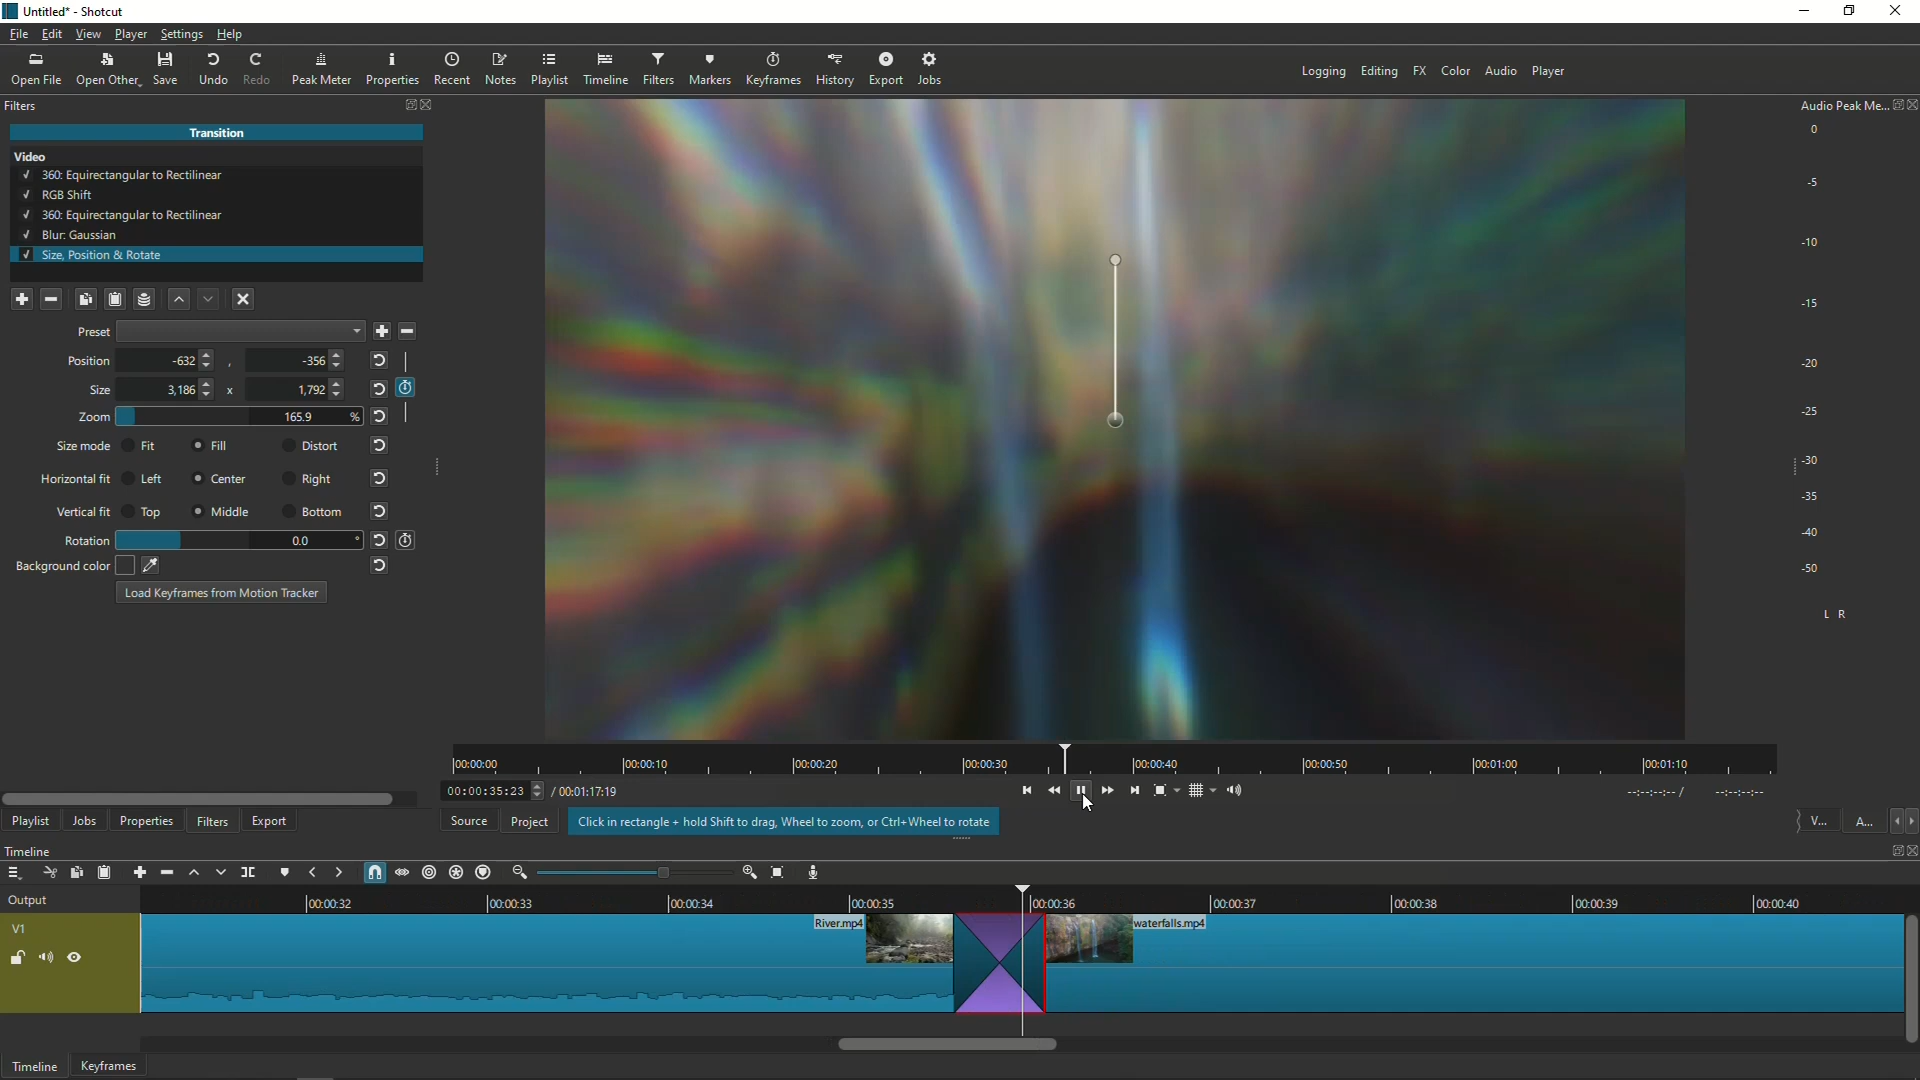 Untitled* - Shotcut
File Edit View Player Settings Help
Open File Open Other... Save Undo Redo Peak Meter Properties Recent Notes Playlist Timeline Filters Markers Keyframes History Export Jobs
Logging Editing FX Color Audio Player
Filters
Transition
Video
360: Equirectangular to Rectilinear
RGB Shift
360: Equirectangular to Rectilinear
Blur: Gaussian
Size, Position & Rotate
Preset
Position -632 , -356
Size 3,186 x 1,792
Zoom 165.9 %
Size mode Fit Fill Distort
Horizontal fit Left Center Right
Vertical fit Top Middle Bottom
Rotation 0.0 °
Background color
Load Keyframes from Motion Tracker
Playlist Jobs Properties Filters Export
Audio Peak Me...
0
-5
-10
-15
-20
-25
-30
-35
-40
-50
L R
00:00:00 00:00:10 00:00:20 00:00:30 00:00:40 00:00:50 00:01:00 00:01:10
00:00:35:23 / 00:01:17:19
--:--:--:-- / --:--:--:--
Source Project Click in rectangle + hold Shift to drag, Wheel to zoom, or Ctrl+Wheel to rotate
V... A...
Timeline
Output
00:00:32 00:00:33 00:00:34 00:00:35 00:00:36 00:00:37 00:00:38 00:00:39 00:00:40
V1
River.mp4
waterfalls.mp4
Timeline Keyframes